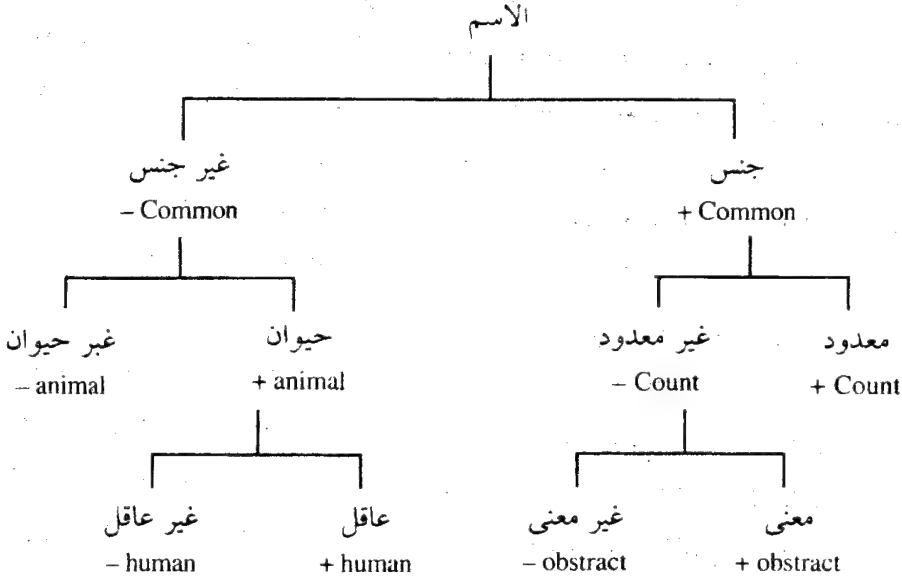 الاسم
جنس
غير جنس
+ Common
– Common
معدود
غير معدود
حيوان
غبر حيوان
+ Count
– Count
+ animal
– animal
معنى
غير معنى
عاقل
غير عاقل
+ obstract
– obstract
+ human
– human